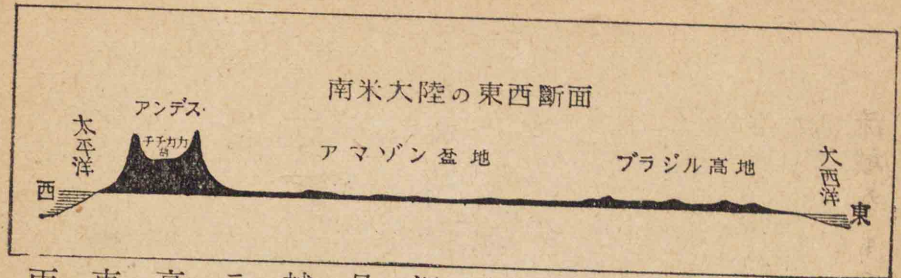 南米大陸の東西斷面
アンデス
太平洋
チチカカ湖
アマゾン盆地
ブラジル高地
大西洋
西
東